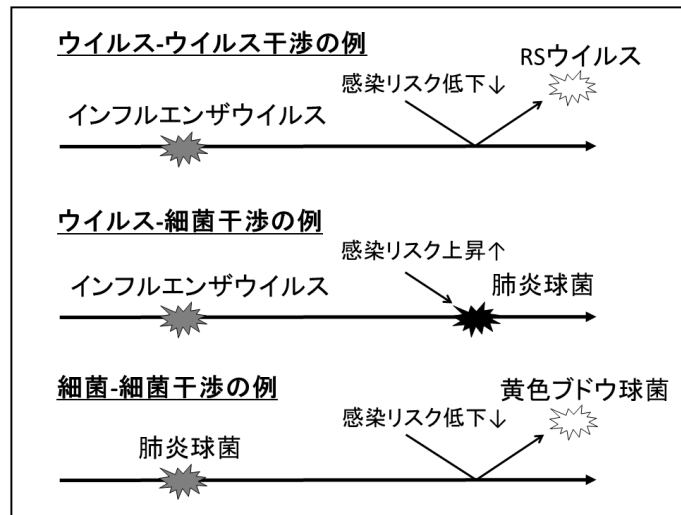 ウイルス-ウイルス干渉の例
RSウイルス
感染リスク低下↓
インフルエンザウイルス
ウイルス-細菌干渉の例
感染リスク上昇↑
インフルエンザウイルス
肺炎球菌
細菌-細菌干渉の例
黄色ブドウ球菌
感染リスク低下↓
肺炎球菌